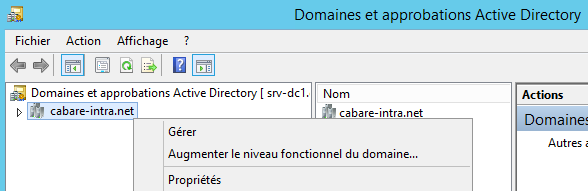 Domaines et approbations Active Directory
Fichier Action Affichage ?
Domaines et approbations Active Directory [ srv-dc1.
cabare-intra.net
Nom
cabare-intra.net
Actions
Domaines
Autres a
Gérer
Augmenter le niveau fonctionnel du domaine...
Propriétés